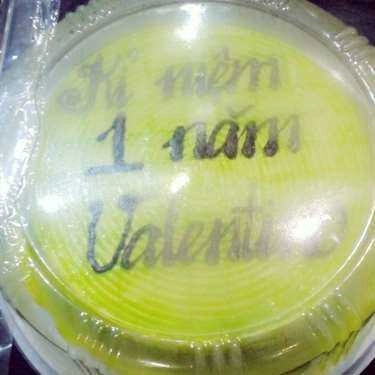 Kỉ niệm
1 năm
Valentine